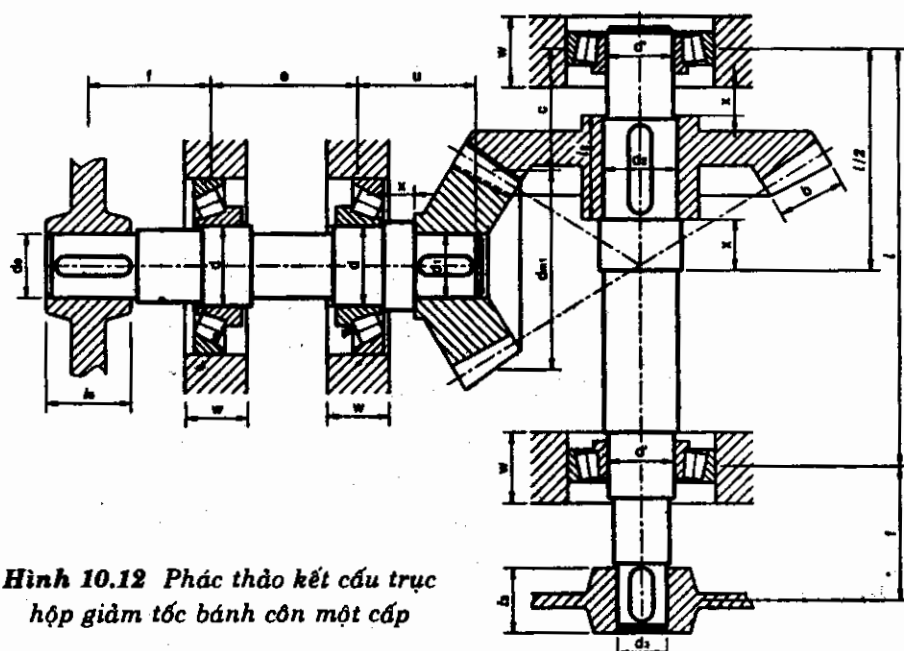 f
e
u
w
d'
c
x
l/2
x
d₂
b
x
d₀
d
d
d₁
dm1
x
l
w
w
w
d'
f
d₃
Hình 10.12 Phác thảo kết cấu trục
hộp giảm tốc bánh côn một cấp